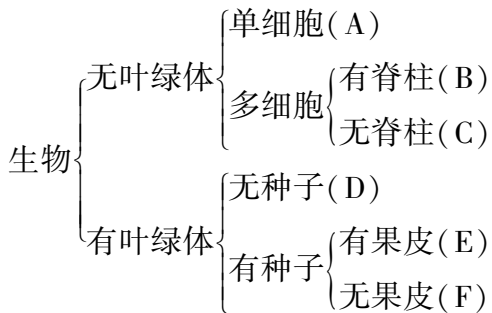 单细胞(A)
无叶绿体
有脊柱(B)
多细胞
无脊柱(C)
生物
无种子(D)
有叶绿体
有果皮(E)
有种子
无果皮(F)